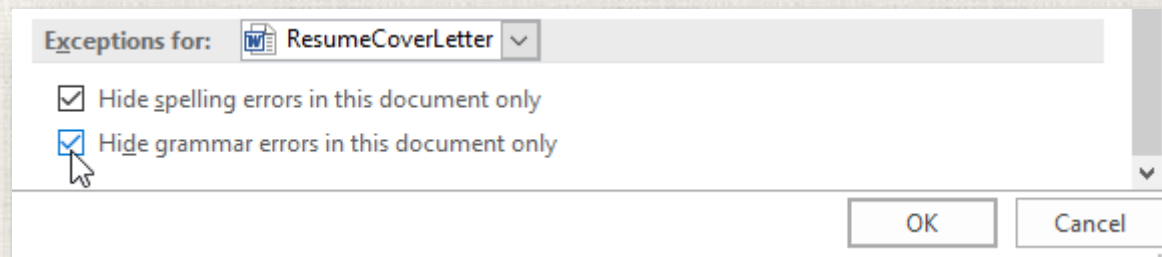 Exceptions for: ResumeCoverLetter
Hide spelling errors in this document only
Hide grammar errors in this document only
OK Cancel